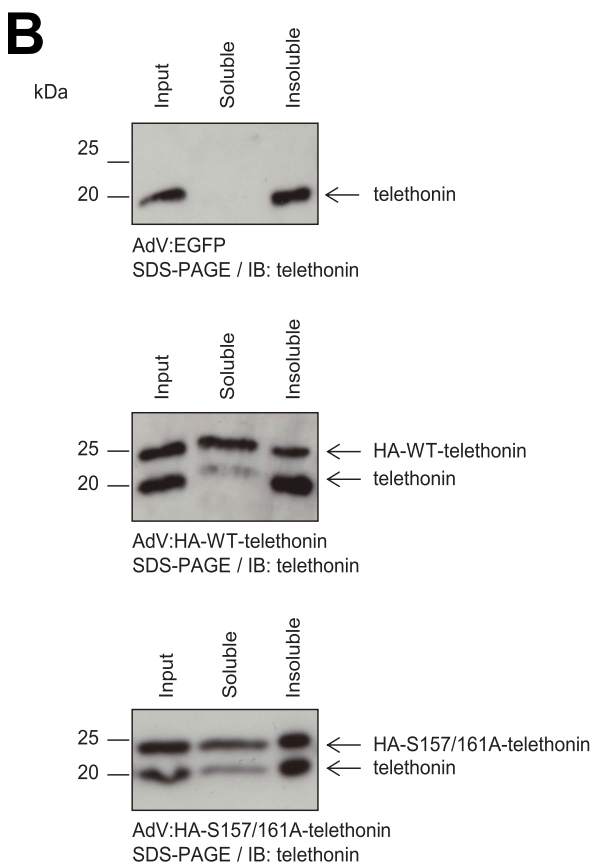 B
kDa
Input
Soluble
Insoluble
25
20
telethonin
AdV:EGFP
SDS-PAGE / IB: telethonin
Input
Soluble
Insoluble
25
HA-WT-telethonin
20
telethonin
AdV:HA-WT-telethonin
SDS-PAGE / IB: telethonin
Input
Soluble
Insoluble
25
HA-S157/161A-telethonin
20
telethonin
AdV:HA-S157/161A-telethonin
SDS-PAGE / IB: telethonin